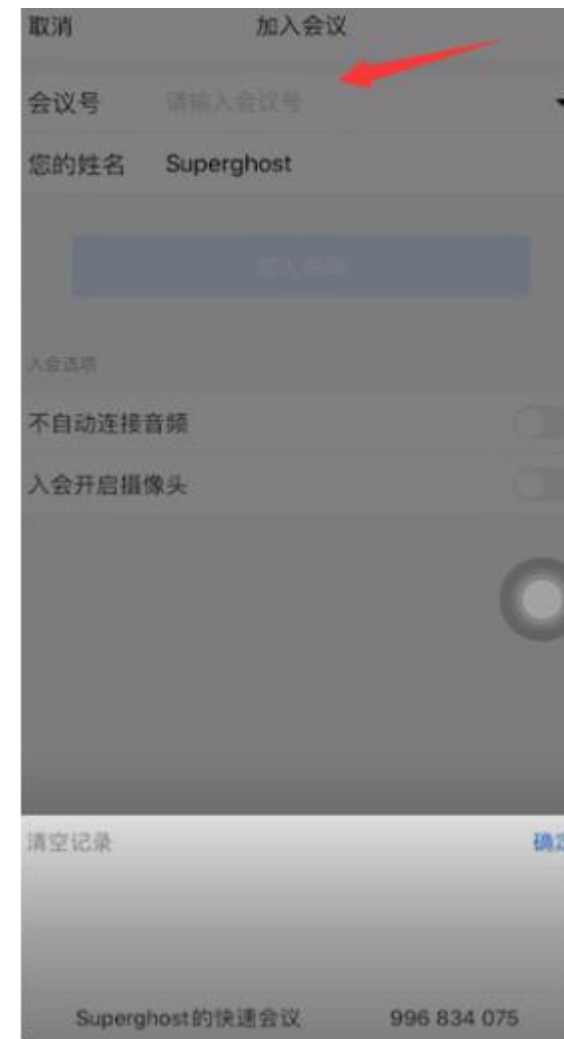 取消 加入会议
会议号 请输入会议号
您的姓名 Superghost
加入会议
入会选项
不自动连接音频
入会开启摄像头
清空记录 确定
Superghost的快速会议 996 834 075